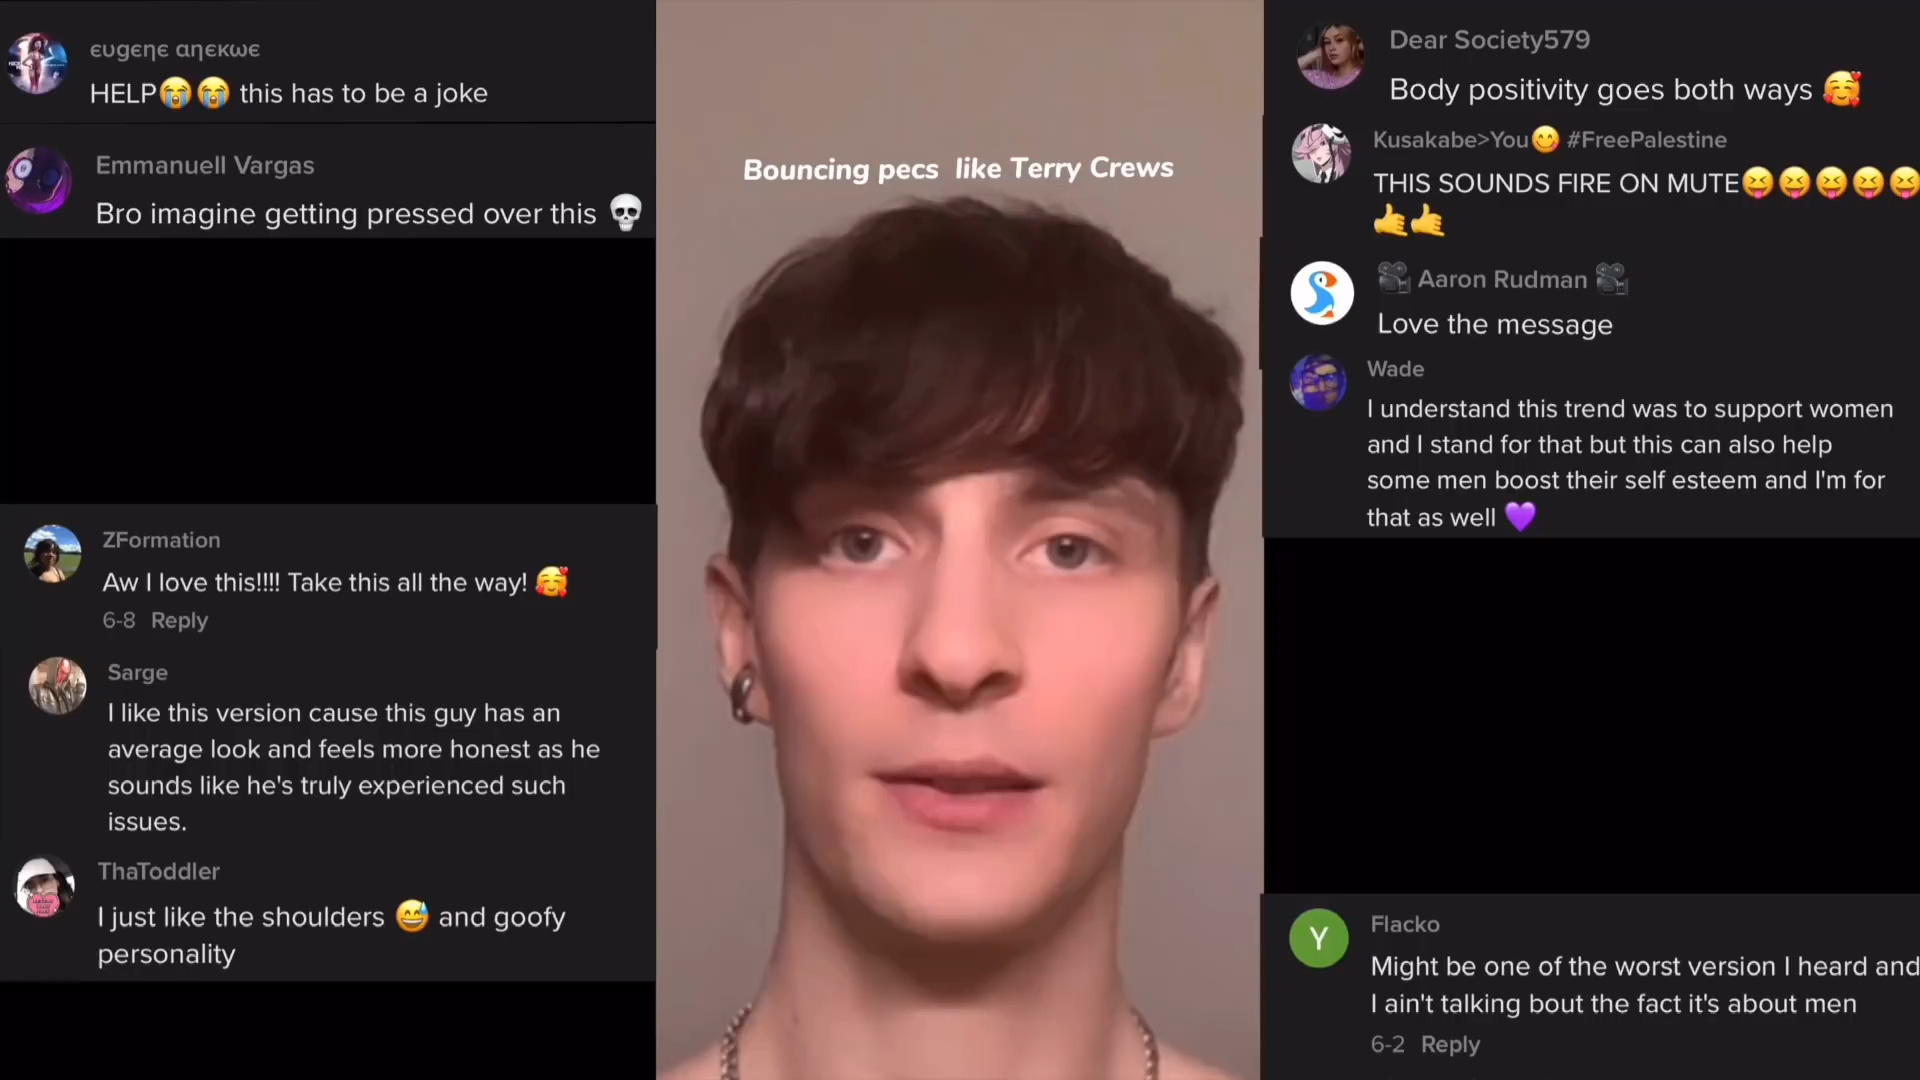 єυgєηє αηєкωє
HELP😭😭 this has to be a joke
Emmanuell Vargas
Bro imagine getting pressed over this 💀
ZFormation
Aw I love this!!!! Take this all the way! 🥰
6-8 Reply
Sarge
I like this version cause this guy has an
average look and feels more honest as he
sounds like he's truly experienced such
issues.
ThaToddler
I just like the shoulders 😅 and goofy
personality
Bouncing pecs like Terry Crews
Dear Society579
Body positivity goes both ways 🥰
Kusakabe>You😋 #FreePalestine
THIS SOUNDS FIRE ON MUTE😝😝😝😝😝
🤙🤙
🎥 Aaron Rudman 🎥
Love the message
Wade
I understand this trend was to support women
and I stand for that but this can also help
some men boost their self esteem and I'm for
that as well 💜
Y
Flacko
Might be one of the worst version I heard and
I ain't talking bout the fact it's about men
6-2 Reply